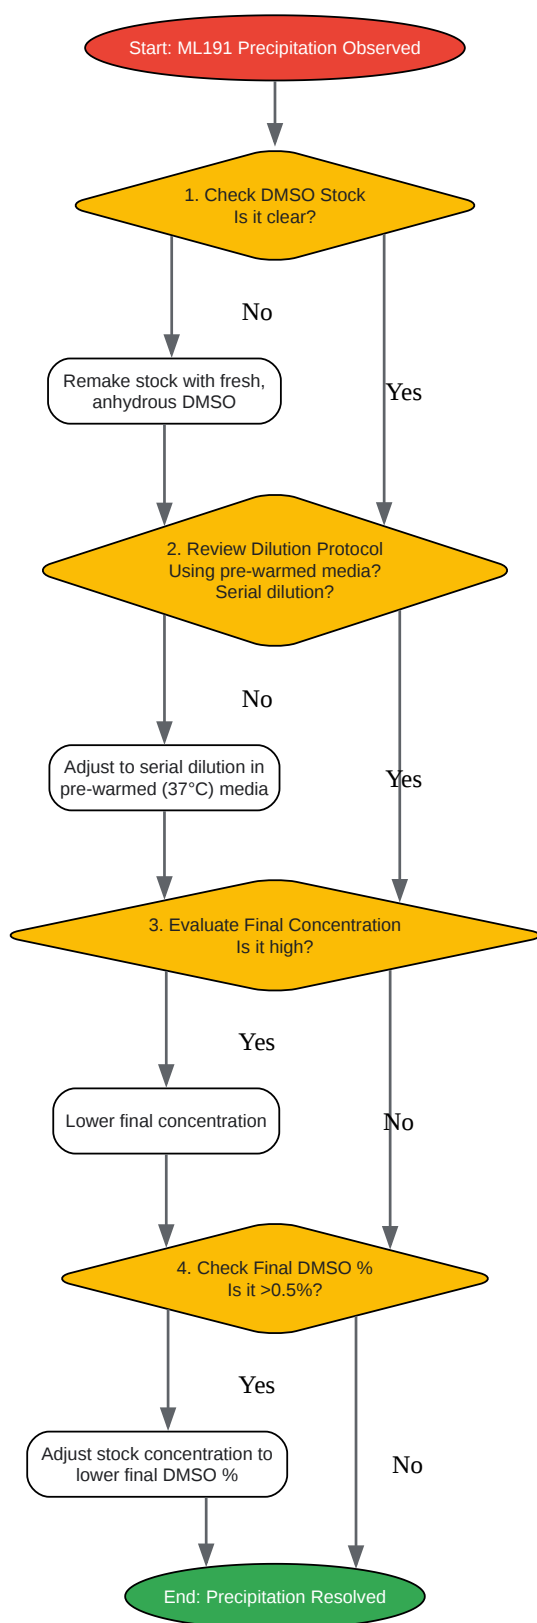 Start: ML191 Precipitation Observed
1. Check DMSO Stock
Is it clear?
No
Remake stock with fresh,
anhydrous DMSO
Yes
2. Review Dilution Protocol
Using pre-warmed media?
Serial dilution?
No
Adjust to serial dilution in
pre-warmed (37°C) media
Yes
3. Evaluate Final Concentration
Is it high?
Yes
Lower final concentration
No
4. Check Final DMSO %
Is it >0.5%?
Yes
Adjust stock concentration to
lower final DMSO %
No
End: Precipitation Resolved